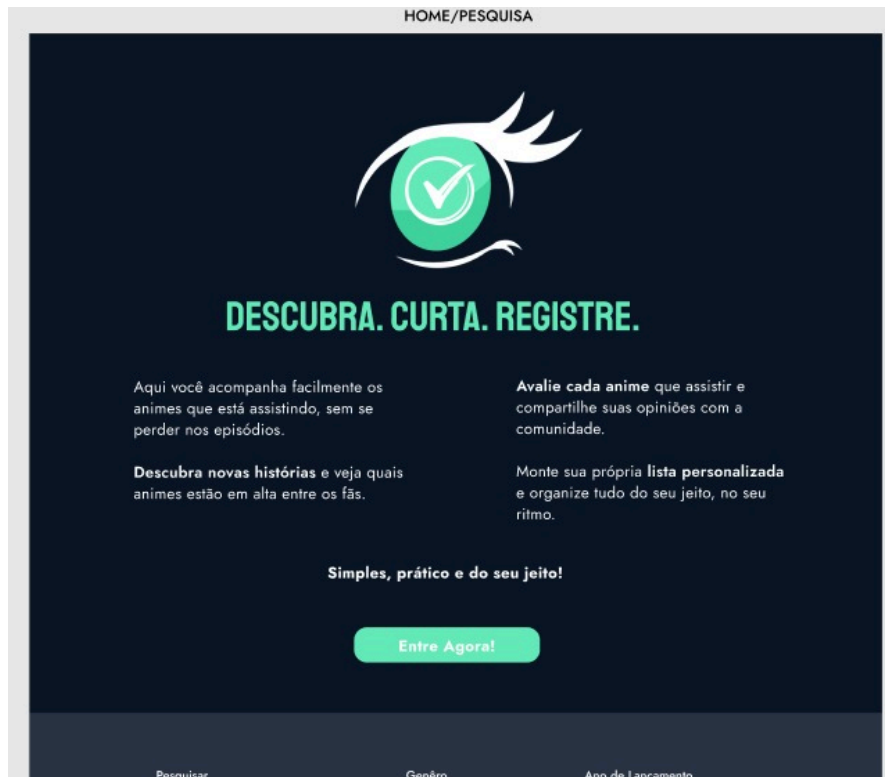 HOME/PESQUISA
DESCUBRA. CURTA. REGISTRE.
Aqui você acompanha facilmente os
animes que está assistindo, sem se
perder nos episódios.
Descubra novas histórias e veja quais
animes estão em alta entre os fãs.
Avalie cada anime que assistir e
compartilhe suas opiniões com a
comunidade.
Monte sua própria lista personalizada
e organize tudo do seu jeito, no seu
ritmo.
Simples, prático e do seu jeito!
Entre Agora!
Pesquisar
Genêro
Ano de Lançamento